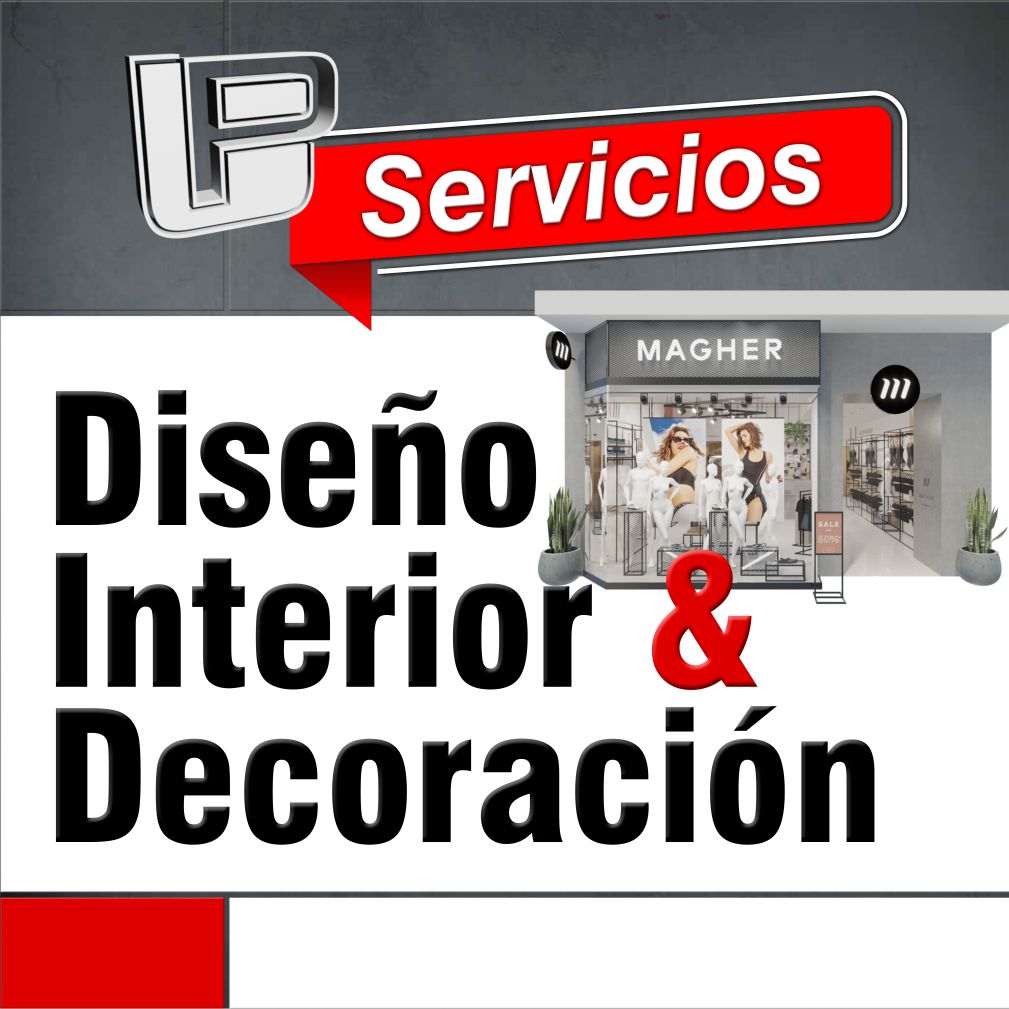 LP
Servicios
MAGHER
m
m
SALE
50%
Diseño
Interior &
Decoración